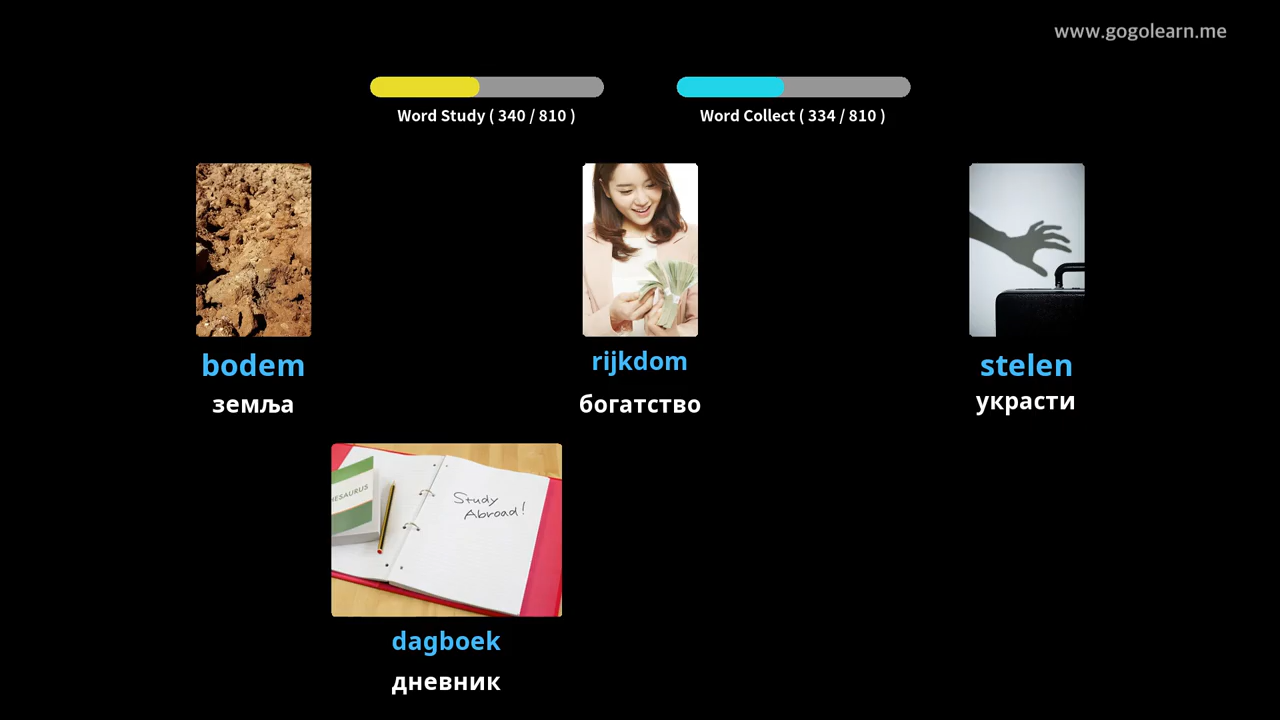 www.gogolearn.me
Word Study ( 340 / 810 )
Word Collect ( 334 / 810 )
bodem
земља
rijkdom
богатство
stelen
украсти
HESAURUS
Study
Abroad!
dagboek
дневник